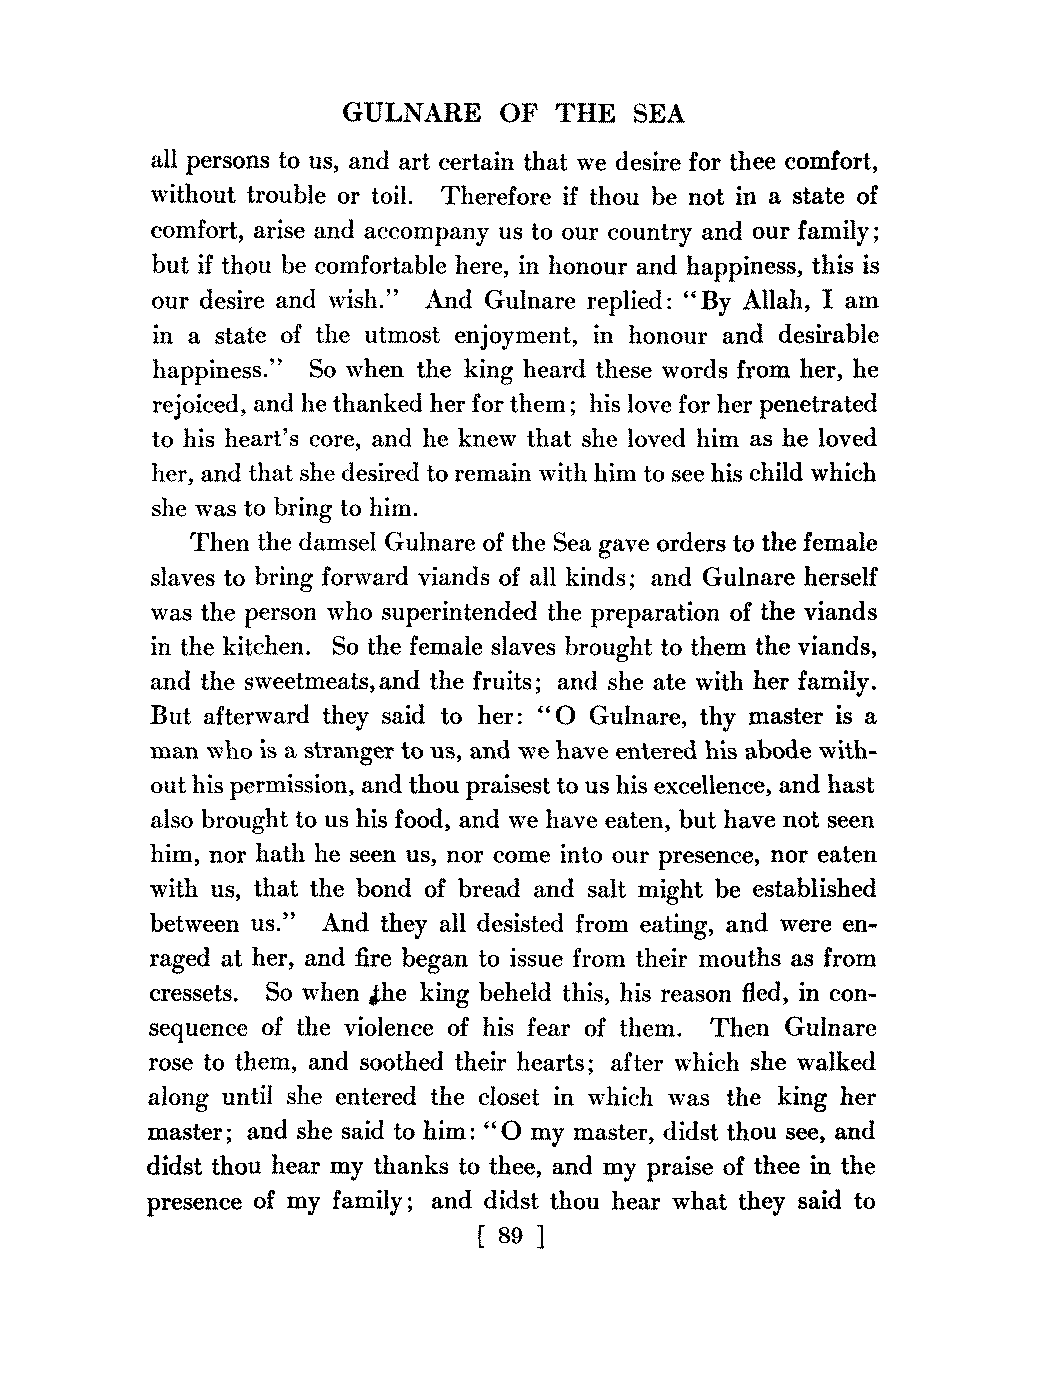 GULNARE OF THE SEA
all persons to us, and art certain that we desire for thee comfort,
without trouble or toil. Therefore if thou be not in a state of
comfort, arise and accompany us to our country and our family;
but if thou be comfortable here, in honour and happiness, this is
our desire and wish.” And Gulnare replied: “By Allah, I am
in a state of the utmost enjoyment, in honour and desirable
happiness.” So when the king heard these words from her, he
rejoiced, and he thanked her for them; his love for her penetrated
to his heart's core, and he knew that she loved him as he loved
her, and that she desired to remain with him to see his child which
she was to bring to him.
Then the damsel Gulnare of the Sea gave orders to the female
slaves to bring forward viands of all kinds; and Gulnare herself
was the person who superintended the preparation of the viands
in the kitchen. So the female slaves brought to them the viands,
and the sweetmeats, and the fruits; and she ate with her family.
But afterward they said to her: “O Gulnare, thy master is a
man who is a stranger to us, and we have entered his abode with-
out his permission, and thou praisest to us his excellence, and hast
also brought to us his food, and we have eaten, but have not seen
him, nor hath he seen us, nor come into our presence, nor eaten
with us, that the bond of bread and salt might be established
between us.” And they all desisted from eating, and were en-
raged at her, and fire began to issue from their mouths as from
cressets. So when the king beheld this, his reason fled, in con-
sequence of the violence of his fear of them. Then Gulnare
rose to them, and soothed their hearts; after which she walked
along until she entered the closet in which was the king her
master; and she said to him: “O my master, didst thou see, and
didst thou hear my thanks to thee, and my praise of thee in the
presence of my family; and didst thou hear what they said to
[ 89 ]